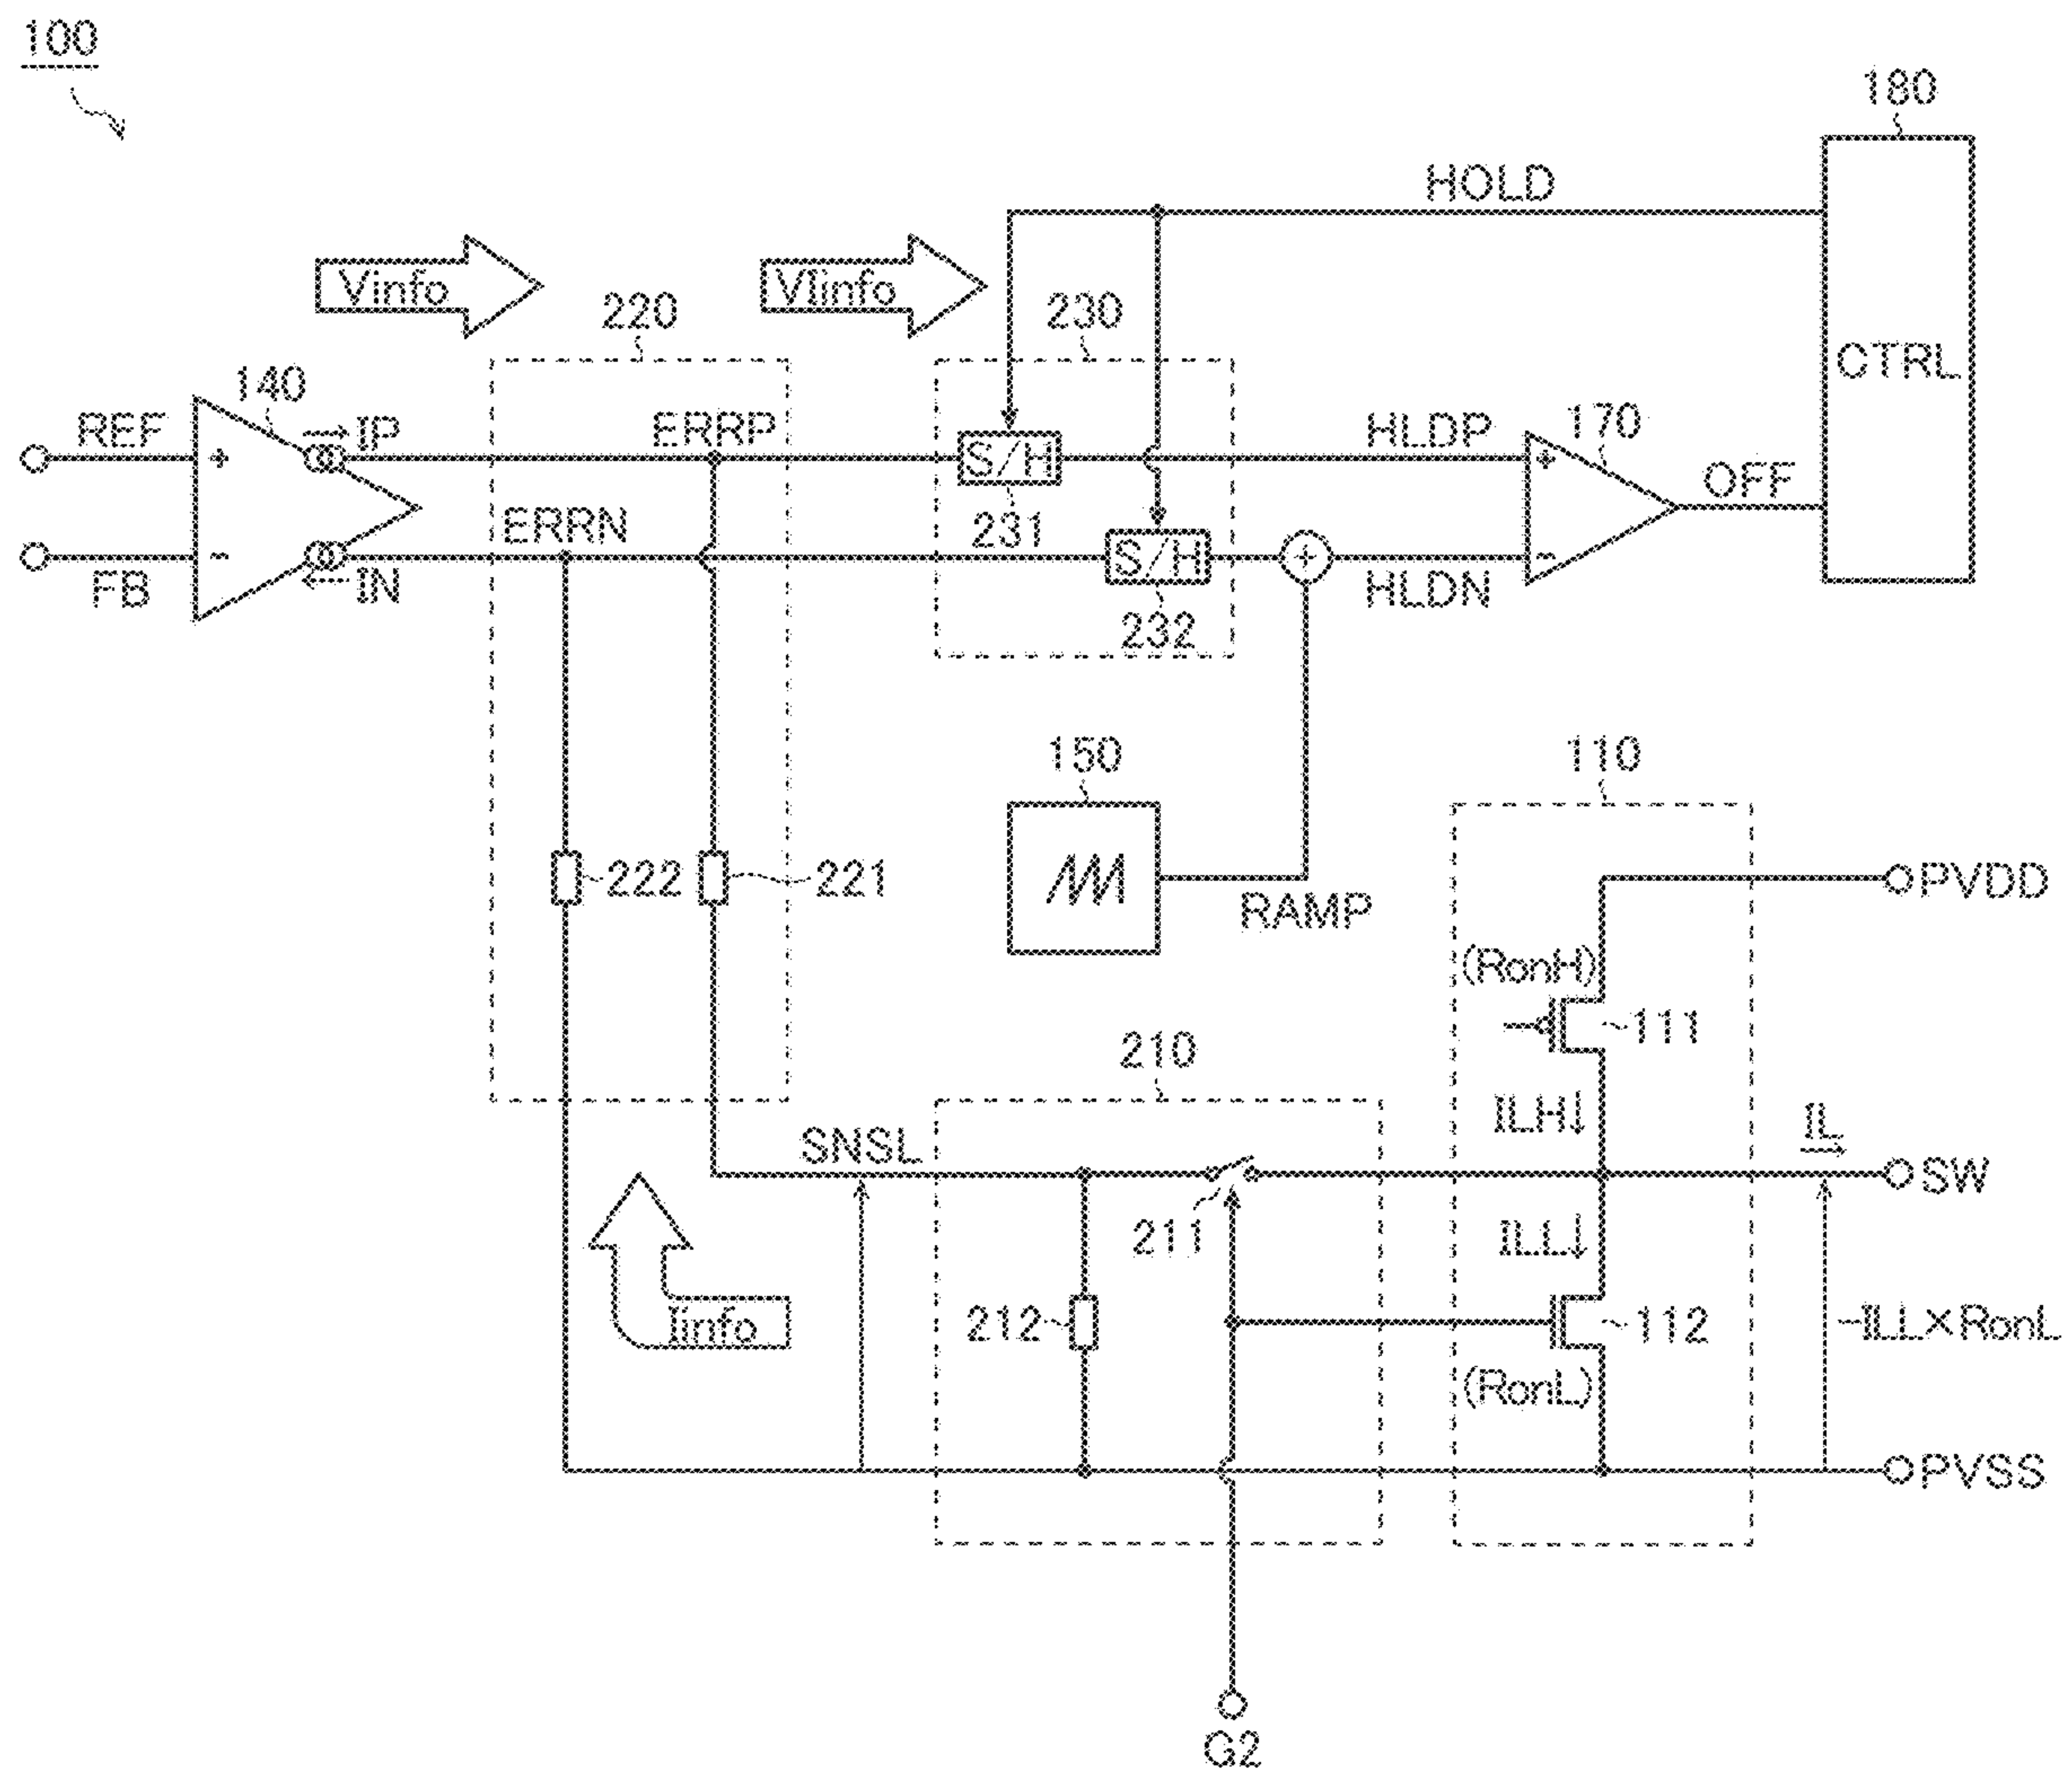 100
180
HOLD
Vinfo
VIinfo
220
230
CTRL
140
REF
IP
ERRP
S/H
HLDP
170
OFF
ERRN
231
FB
IN
S/H
+
HLDN
232
+
-
+
-
150
110
222
221
RAMP
PVDD
(RonH)
111
210
ILH
IL
SNSL
SW
211
ILL
Iinfo
212
112
-ILL×RonL
(RonL)
PVSS
G2